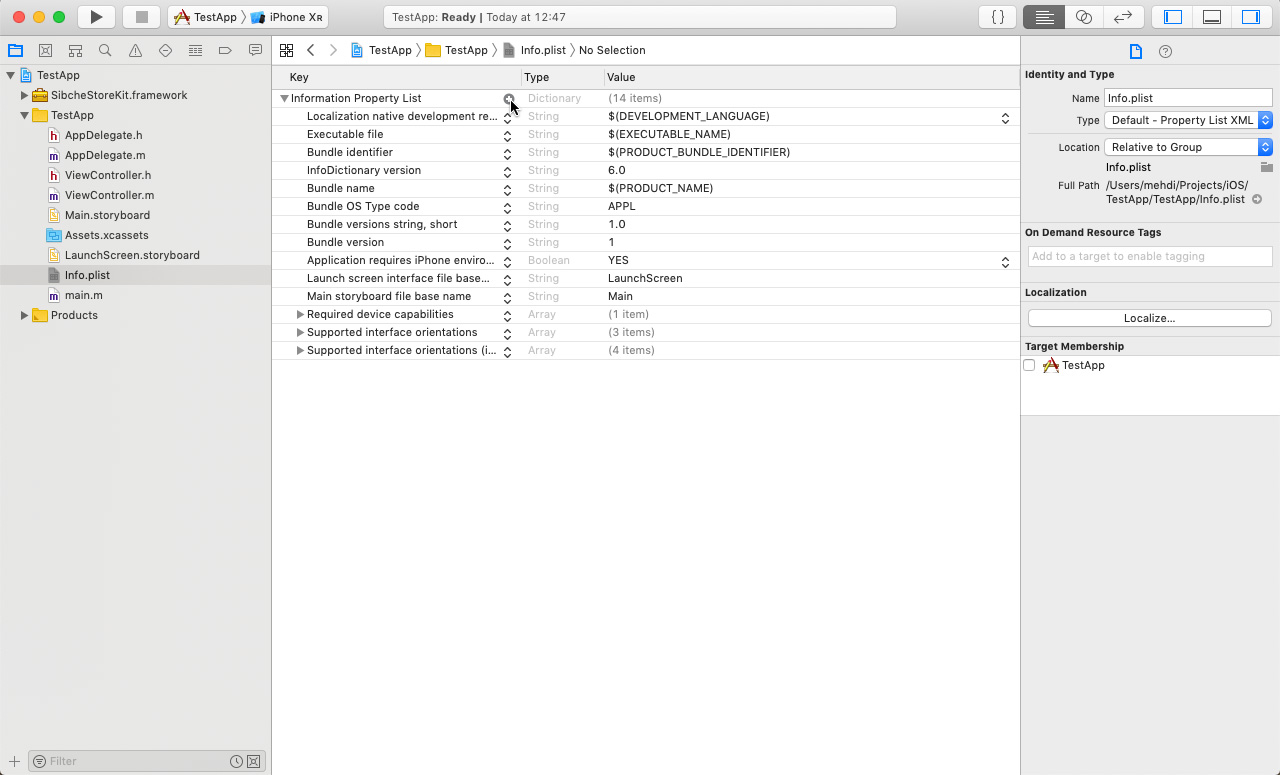 TestApp iPhone XR
TestApp: Ready | Today at 12:47
{ }
TestApp TestApp Info.plist No Selection
TestApp
SibcheStoreKit.framework
TestApp
AppDelegate.h
AppDelegate.m
ViewController.h
ViewController.m
Main.storyboard
Assets.xcassets
LaunchScreen.storyboard
Info.plist
main.m
Products
Filter
Key Type Value
Information Property List Dictionary (14 items)
Localization native development re... String $(DEVELOPMENT_LANGUAGE)
Executable file String $(EXECUTABLE_NAME)
Bundle identifier String $(PRODUCT_BUNDLE_IDENTIFIER)
InfoDictionary version String 6.0
Bundle name String $(PRODUCT_NAME)
Bundle OS Type code String APPL
Bundle versions string, short String 1.0
Bundle version String 1
Application requires iPhone enviro... Boolean YES
Launch screen interface file base... String LaunchScreen
Main storyboard file base name String Main
Required device capabilities Array (1 item)
Supported interface orientations Array (3 items)
Supported interface orientations (i... Array (4 items)
Identity and Type
Name Info.plist
Type Default - Property List XML
Location Relative to Group
Info.plist
Full Path /Users/mehdi/Projects/iOS/
TestApp/TestApp/Info.plist
On Demand Resource Tags
Add to a target to enable tagging
Localization
Localize...
Target Membership
TestApp